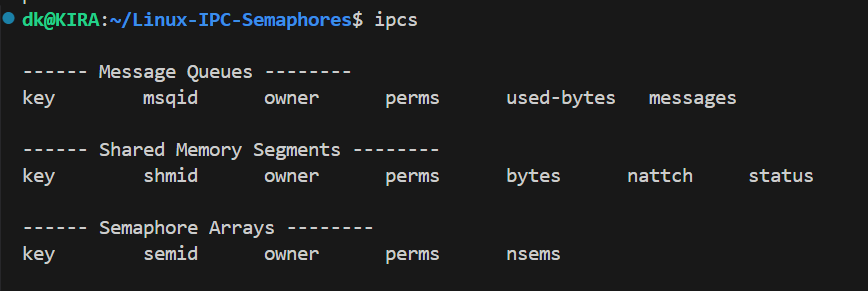 dk@KIRA:~/Linux-IPC-Semaphores$ ipcs
------ Message Queues --------
key        msqid      owner      perms      used-bytes   messages
------ Shared Memory Segments --------
key        shmid      owner      perms      bytes      nattch     status
------ Semaphore Arrays --------
key        semid      owner      perms      nsems